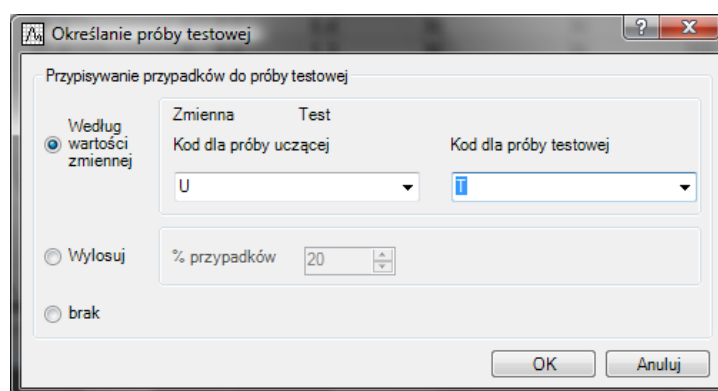 Określanie próby testowej
Przypisywanie przypadków do próby testowej
Według
wartości
zmiennej
Zmienna Test
Kod dla próby uczącej Kod dla próby testowej
U T
Wylosuj % przypadków 20
brak
OK Anuluj